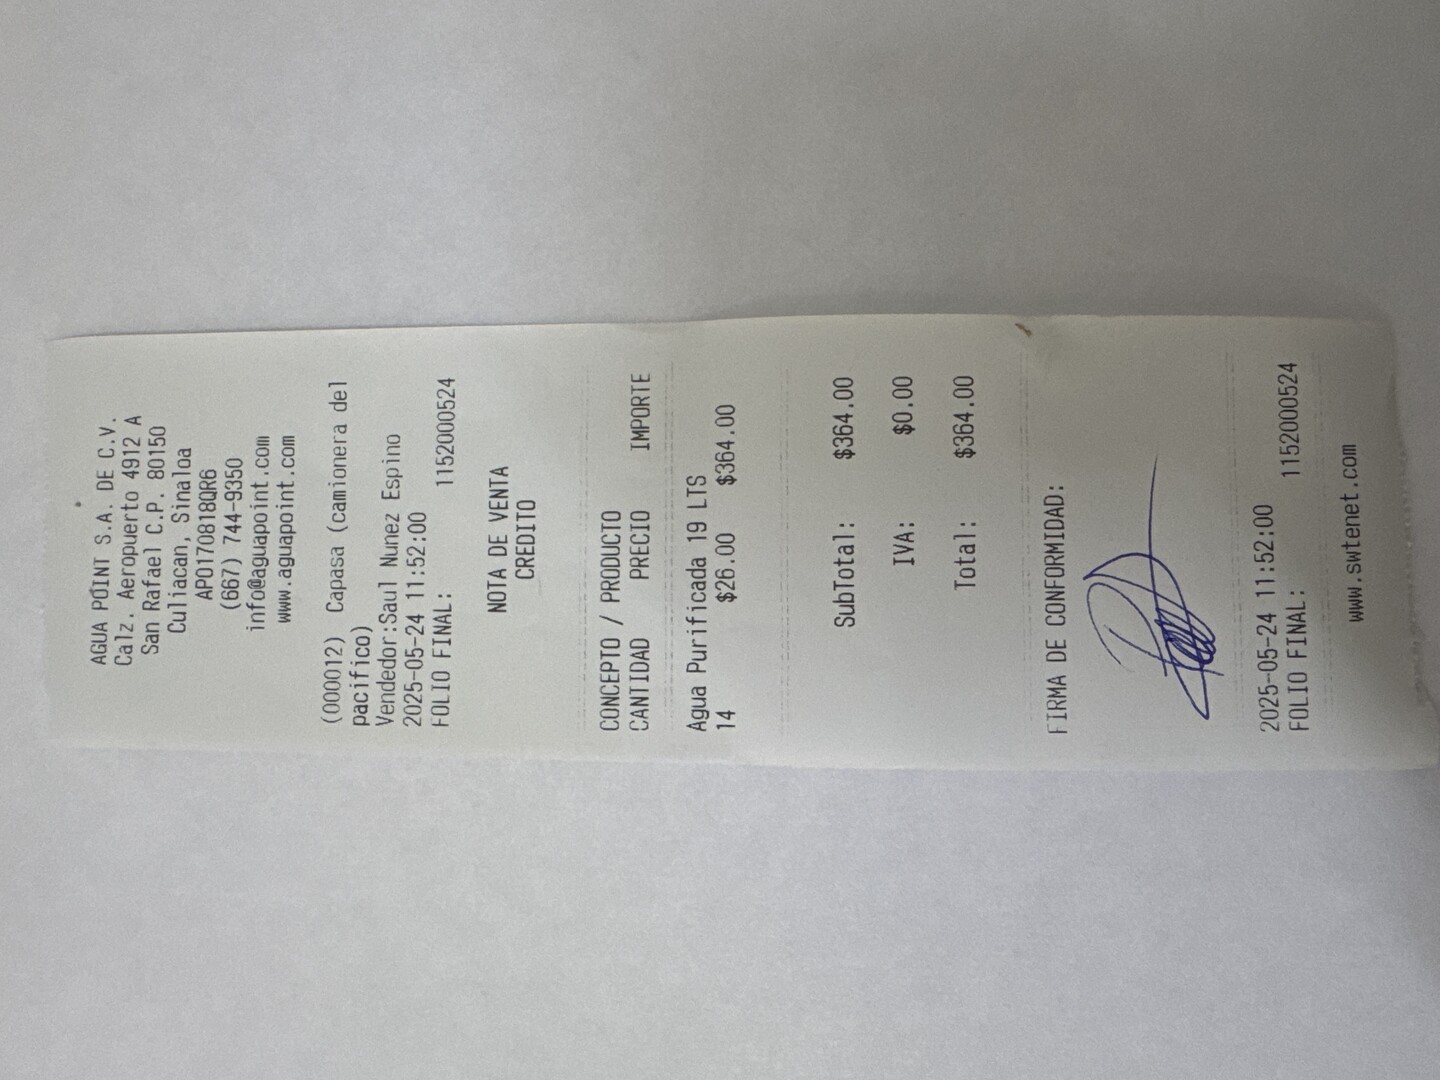 AGUA POINT S.A. DE C.V.
Calz. Aeropuerto 4912 A
San Rafael C.P. 80150
Culiacan, Sinaloa
APO170818QR6
(667) 744-9350
info@aguapoint.com
www.aguapoint.com
(000012) Capasa (camionera del
pacifico)
Vendedor:Saul Nunez Espino
2025-05-24 11:52:00
FOLIO FINAL: 1152000524
NOTA DE VENTA
CREDITO
CONCEPTO / PRODUCTO
CANTIDAD PRECIO IMPORTE
Agua Purificada 19 LTS
14 $26.00 $364.00
SubTotal: $364.00
IVA: $0.00
Total: $364.00
FIRMA DE CONFORMIDAD:
2025-05-24 11:52:00
FOLIO FINAL: 1152000524
www.swtenet.com